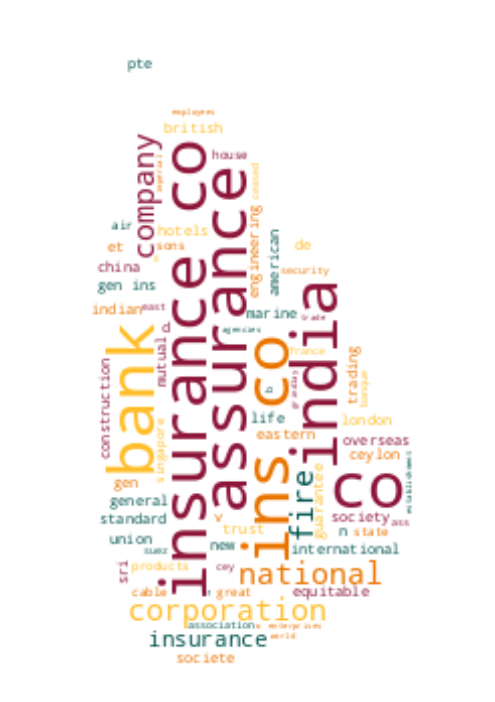 pte
employees
british
company
imperial
insurance co
house
assurance
ceased
engineering
air
hotels
american
et
sons
de
china
s
security
gen ins
india
indian
east
marine
trade
d
agencies
bank
mutual
ins co
france
construction
grandlay
trading
banque
b
singapore
life
london
eastern
overseas
ceylon
gen
fire
guarantee
co
establishment
general
standard
v
society
ass
trust
n
state
union
suez
new
international
sri
products
cey
national
cable
great
equitable
corporation
association
enterprises
insurance
world
societe